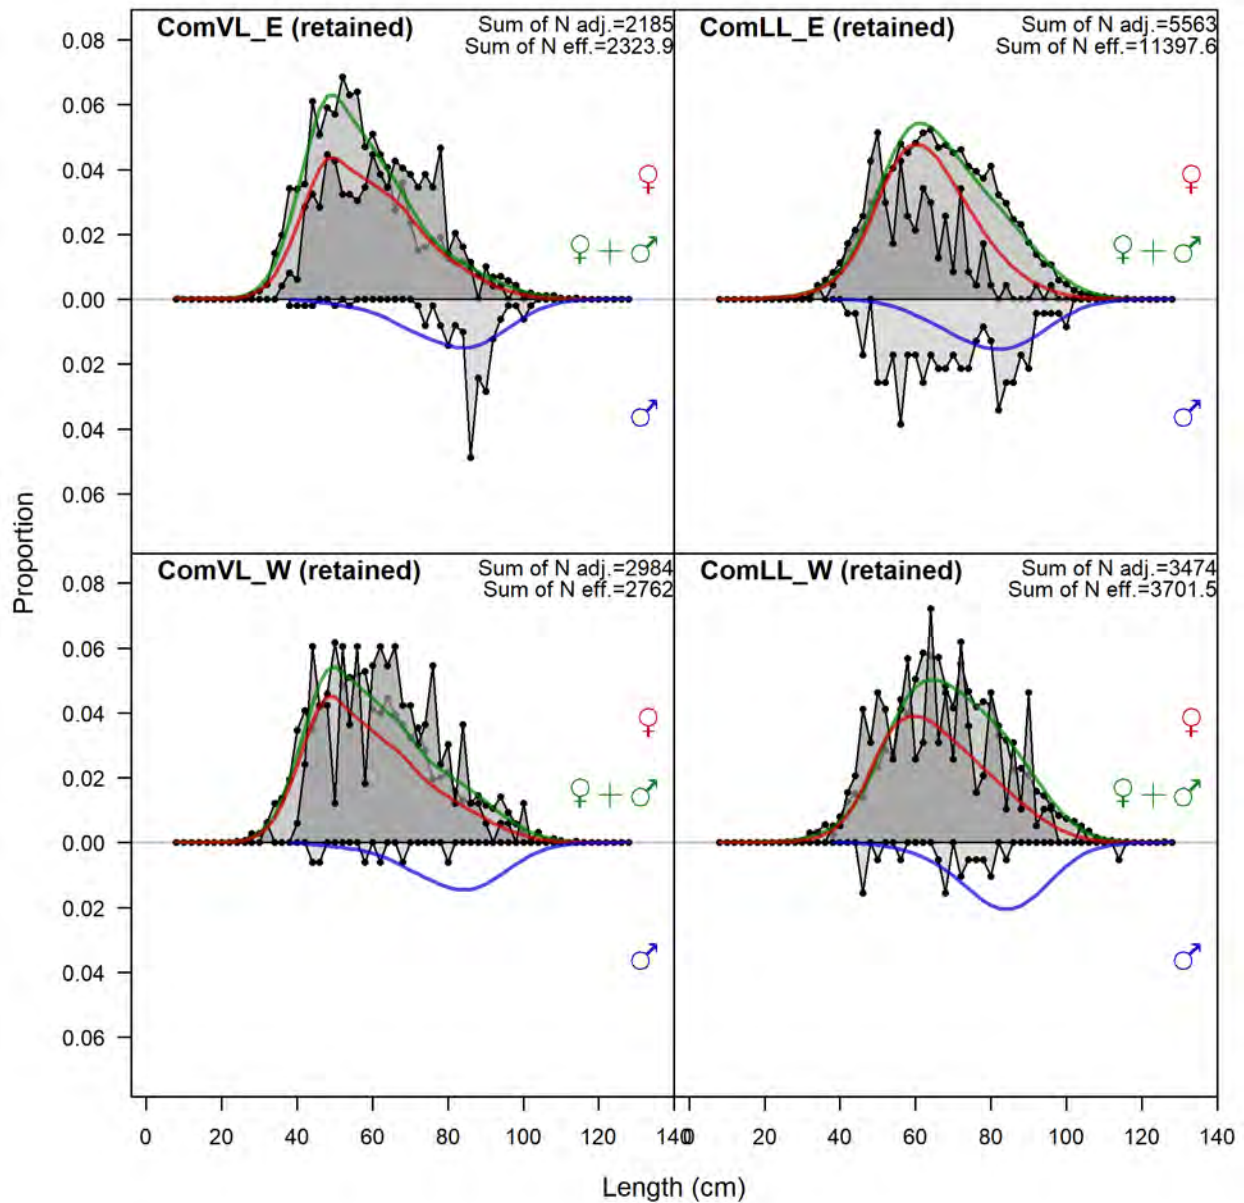 ComVL_E (retained)
Sum of N adj.=2185
Sum of N eff.=2323.9
ComLL_E (retained)
Sum of N adj.=5563
Sum of N eff.=11397.6
0.08
0.06
0.04
0.02
0.00
0.02
0.04
0.06
♀
♀+♂
♂
♀
♀+♂
♂
Proportion
ComVL_W (retained)
Sum of N adj.=2984
Sum of N eff.=2762
ComLL_W (retained)
Sum of N adj.=3474
Sum of N eff.=3701.5
0.08
0.06
0.04
0.02
0.00
0.02
0.04
0.06
♀
♀+♂
♂
♀
♀+♂
♂
0 20 40 60 80 100 120 140
0 20 40 60 80 100 120 140
Length (cm)